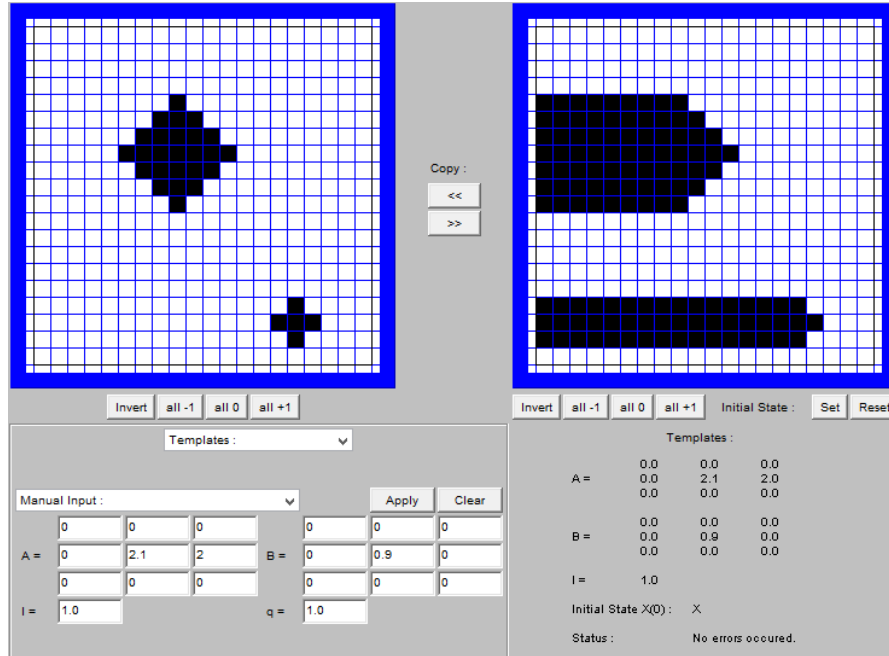 Copy :
<<
>>
Invert all -1 all 0 all +1
Invert all -1 all 0 all +1 Initial State : Set Reset
Templates :
Manual Input :
Apply Clear
0 0 0 0 0 0
A = 0 2.1 2 B = 0 0.9 0
0 0 0 0 0 0
I = 1.0 q = 1.0
Templates :
0.0 0.0 0.0
A = 0.0 2.1 2.0
0.0 0.0 0.0
0.0 0.0 0.0
B = 0.0 0.9 0.0
0.0 0.0 0.0
I = 1.0
Initial State X(0) : X
Status : No errors occured.